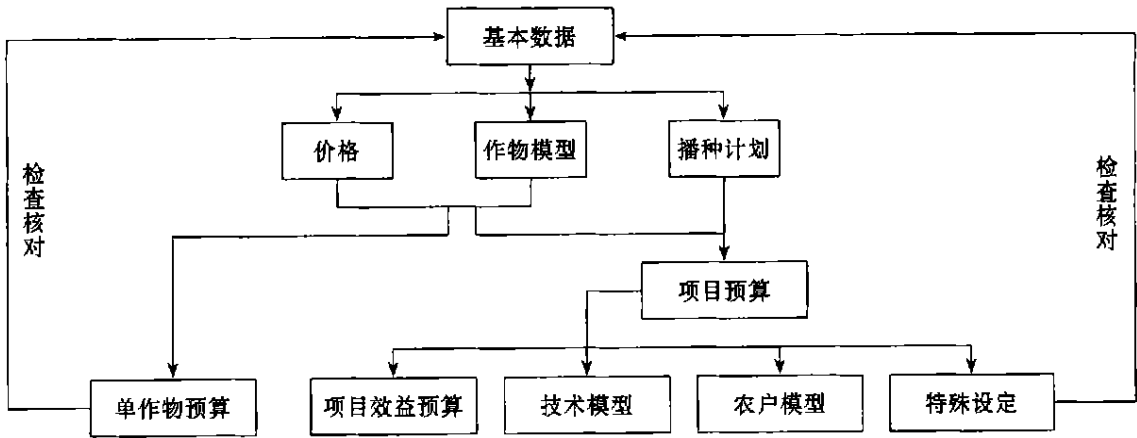 基本数据
价格
作物模型
播种计划
检查核对
检查核对
项目预算
单作物预算
项目效益预算
技术模型
农户模型
特殊设定